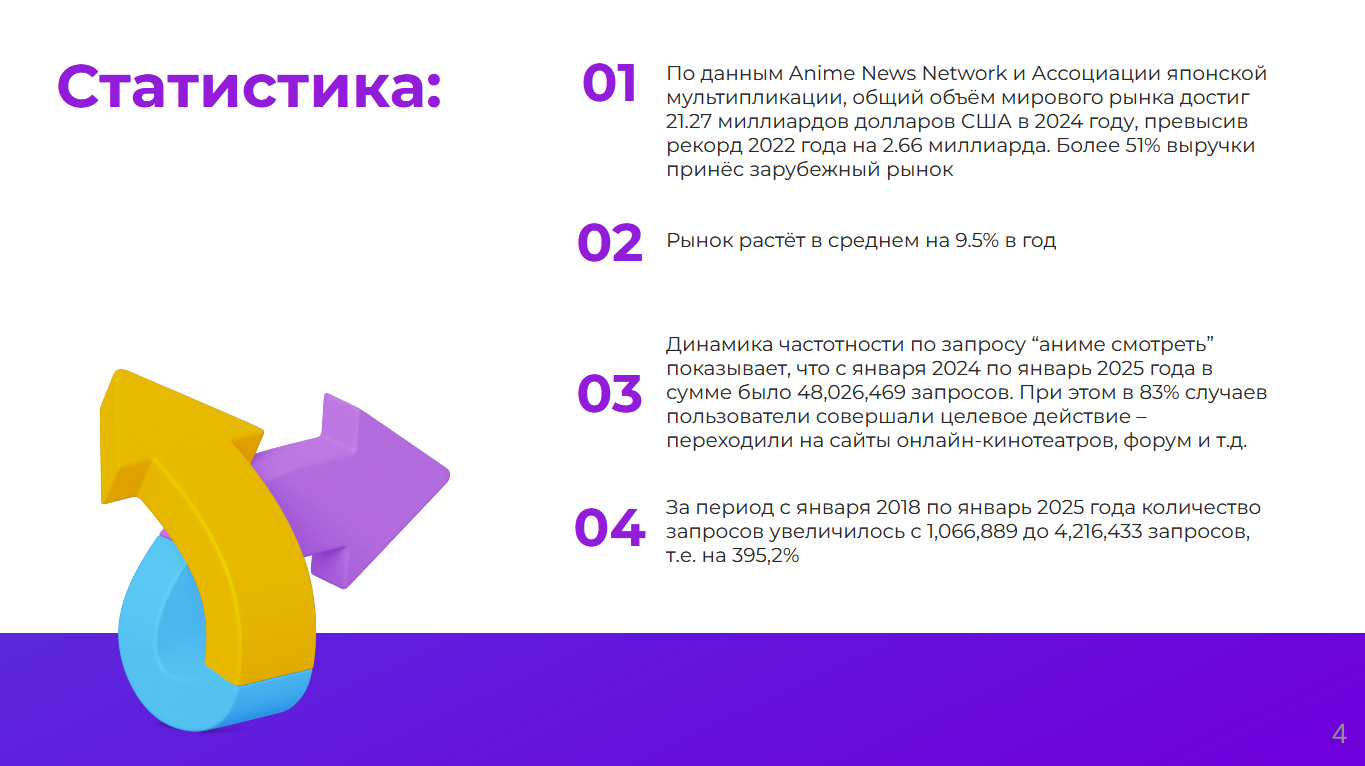 Статистика:
01
По данным Anime News Network и Ассоциации японской
мультипликации, общий объём мирового рынка достиг
21.27 миллиардов долларов США в 2024 году, превысив
рекорд 2022 года на 2.66 миллиарда. Более 51% выручки
принёс зарубежный рынок
02
Рынок растёт в среднем на 9.5% в год
03
Динамика частотности по запросу “аниме смотреть”
показывает, что с января 2024 по январь 2025 года в
сумме было 48,026,469 запросов. При этом в 83% случаев
пользователи совершали целевое действие –
переходили на сайты онлайн-кинотеатров, форум и т.д.
04
За период с января 2018 по январь 2025 года количество
запросов увеличилось с 1,066,889 до 4,216,433 запросов,
т.е. на 395,2%
4